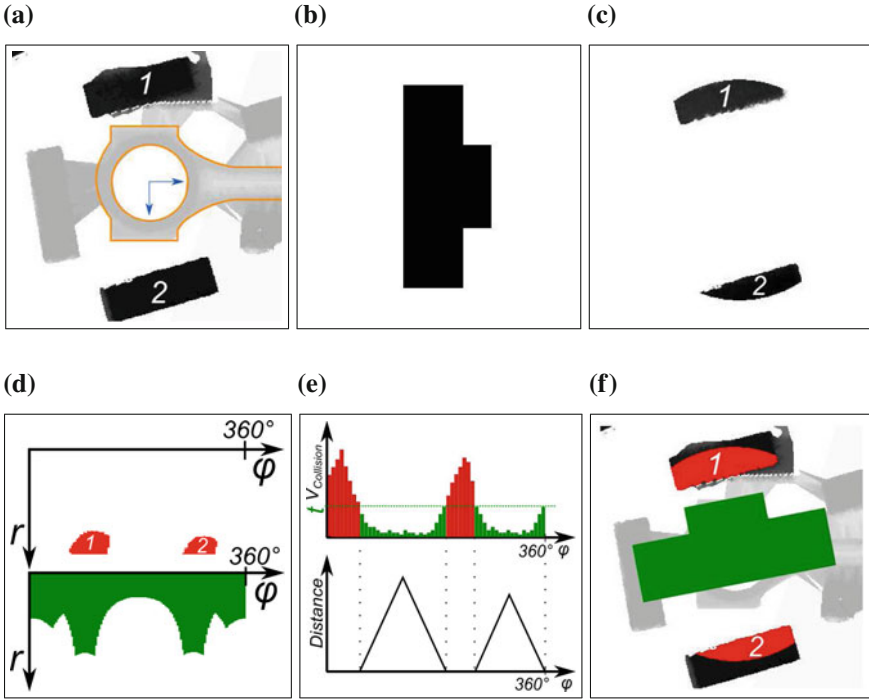 (a)
(b)
(c)
1
2
1
2
(d)
(e)
(f)
360°
φ
r
1
2
360°
φ
r
t V_Collision
360° φ
Distance
360° φ
1
2